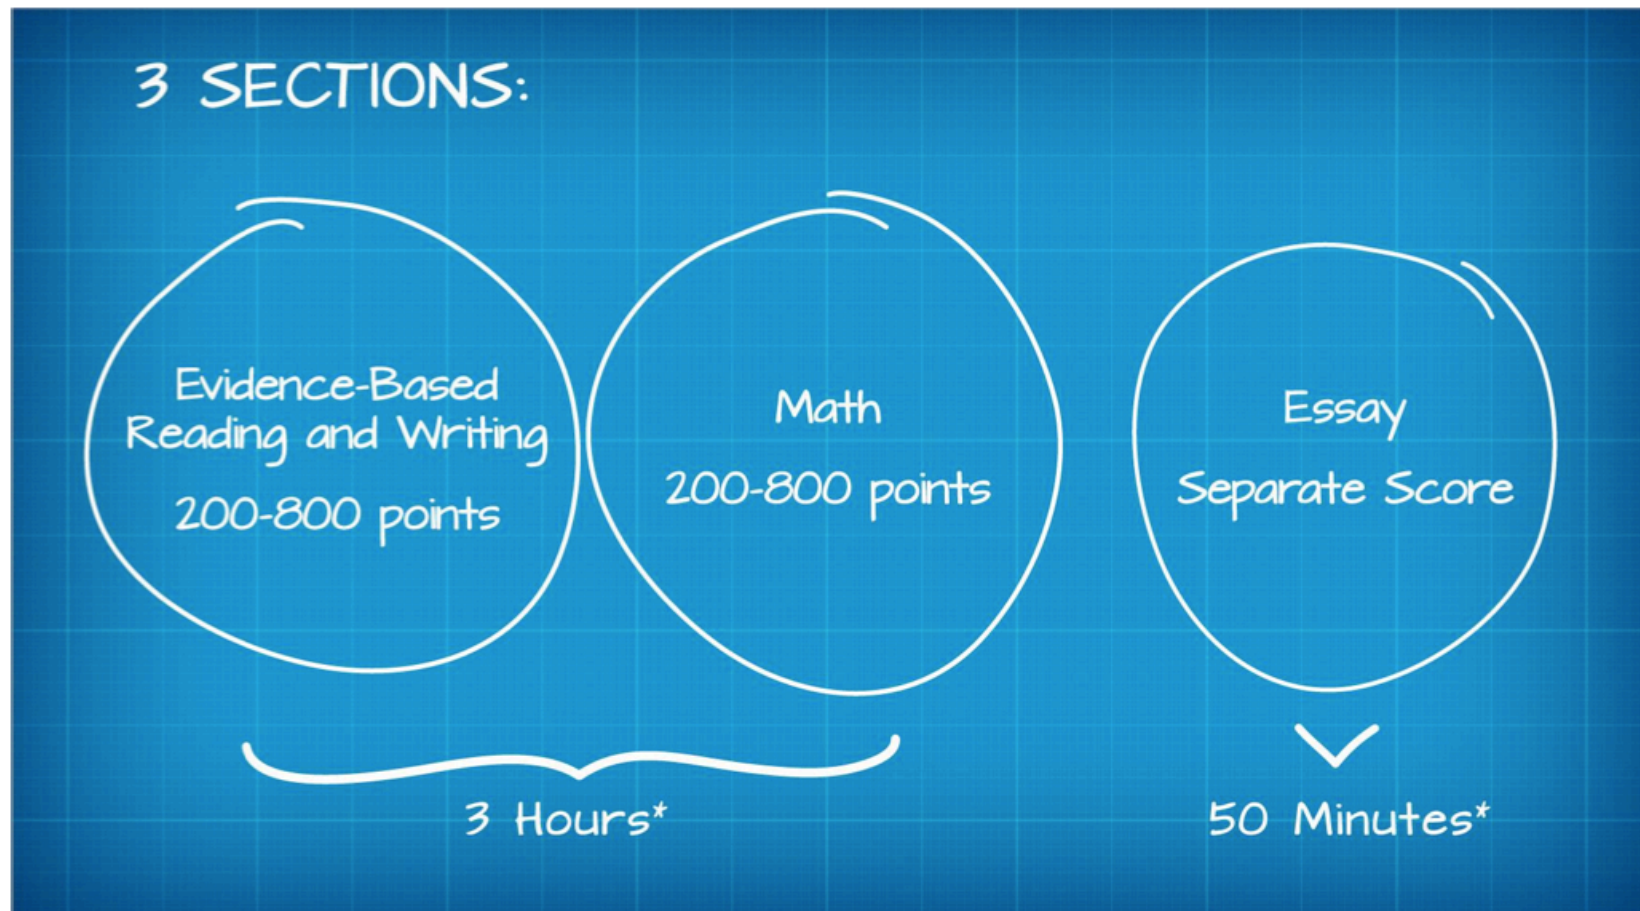 3 SECTIONS:
Evidence-Based
Reading and Writing
200-800 points
Math
200-800 points
Essay
Separate Score
3 Hours*
50 Minutes*